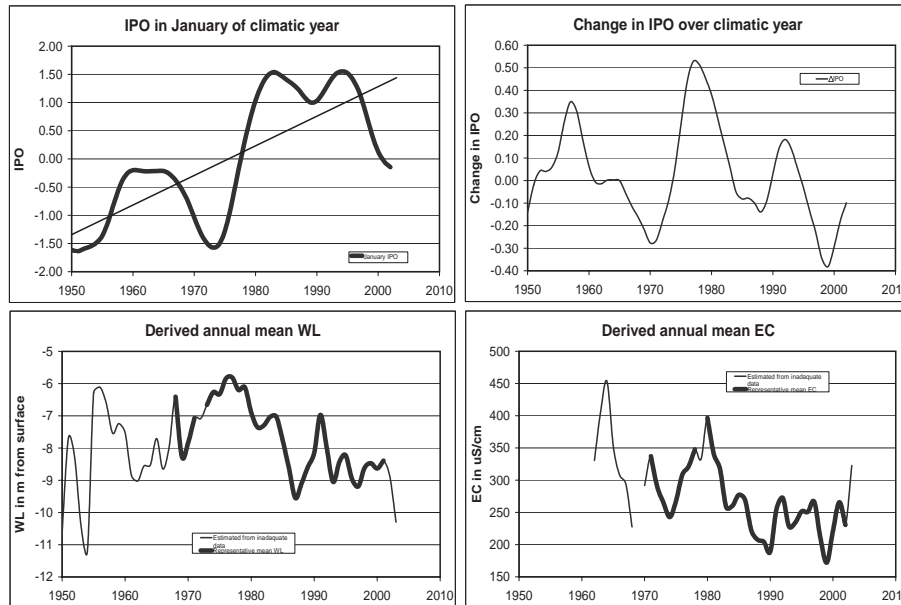 IPO in January of climatic year
2.00
1.50
1.00
0.50
0.00
-0.50
-1.00
-1.50
-2.00
IPO
January IPO
1950 1960 1970 1980 1990 2000 2010
Change in IPO over climatic year
0.60
0.50
0.40
0.30
0.20
0.10
0.00
-0.10
-0.20
-0.30
-0.40
Change in IPO
ΔIPO
1950 1960 1970 1980 1990 2000 2010
Derived annual mean WL
-5
-6
-7
-8
-9
-10
-11
-12
WL in m from surface
Estimated from inadequate
data
Representative mean WL
1950 1960 1970 1980 1990 2000 2010
Derived annual mean EC
500
450
400
350
300
250
200
150
EC in uS/cm
Estimated from inadequate
data
Representative mean EC
1950 1960 1970 1980 1990 2000 201